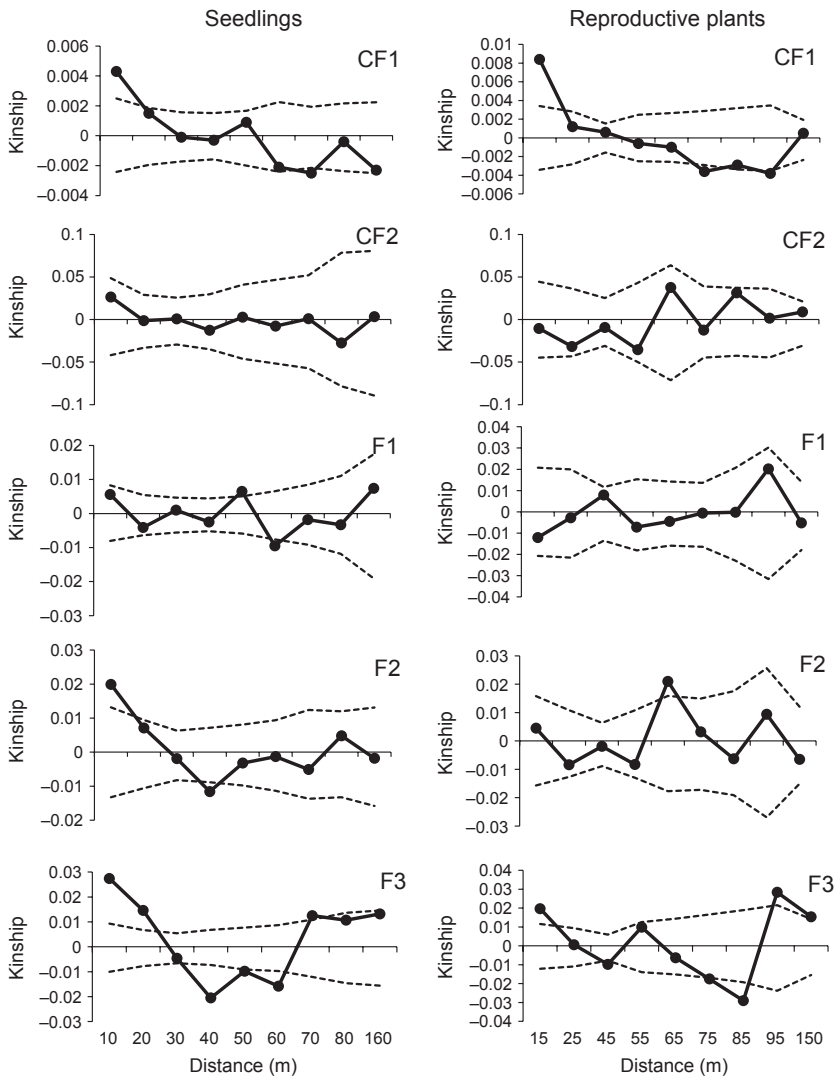 Seedlings
Reproductive plants
CF1
Kinship
0.006
0.004
0.002
0
–0.002
–0.004
CF1
Kinship
0.01
0.008
0.006
0.004
0.002
0
–0.002
–0.004
–0.006
CF2
Kinship
0.1
0.05
0
–0.05
–0.1
CF2
Kinship
0.1
0.05
0
–0.05
–0.1
F1
Kinship
0.02
0.01
0
–0.01
–0.02
–0.03
F1
Kinship
0.04
0.03
0.02
0.01
0
–0.01
–0.02
–0.03
–0.04
F2
Kinship
0.03
0.02
0.01
0
–0.01
–0.02
F2
Kinship
0.03
0.02
0.01
0
–0.01
–0.02
–0.03
F3
Kinship
0.03
0.02
0.01
0
–0.01
–0.02
–0.03
10 20 30 40 50 60 70 80 160
Distance (m)
F3
Kinship
0.04
0.03
0.02
0.01
0
–0.01
–0.02
–0.03
–0.04
15 25 45 55 65 75 85 95 150
Distance (m)